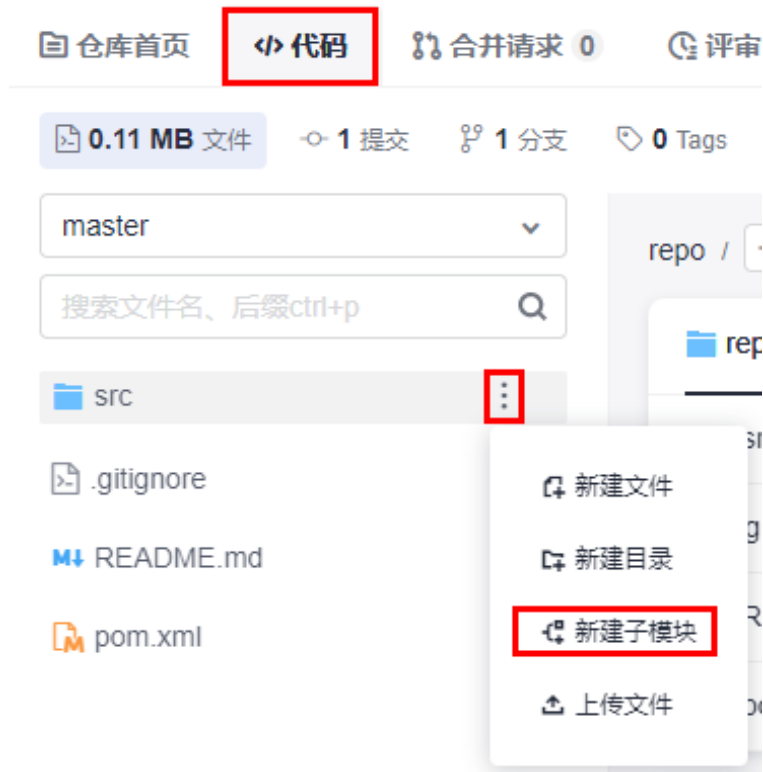 仓库首页 代码 合并请求 0 评审
0.11 MB 文件 1 提交 1 分支 0 Tags
master
repo /
搜索文件名、后缀ctrl+p
rep
src
新建文件
.gitignore
新建目录
README.md
新建子模块
pom.xml
上传文件